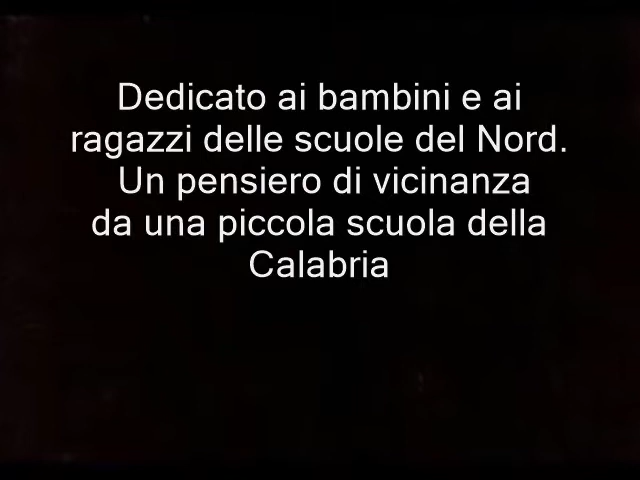 Dedicato ai bambini e ai
ragazzi delle scuole del Nord.
Un pensiero di vicinanza
da una piccola scuola della
Calabria